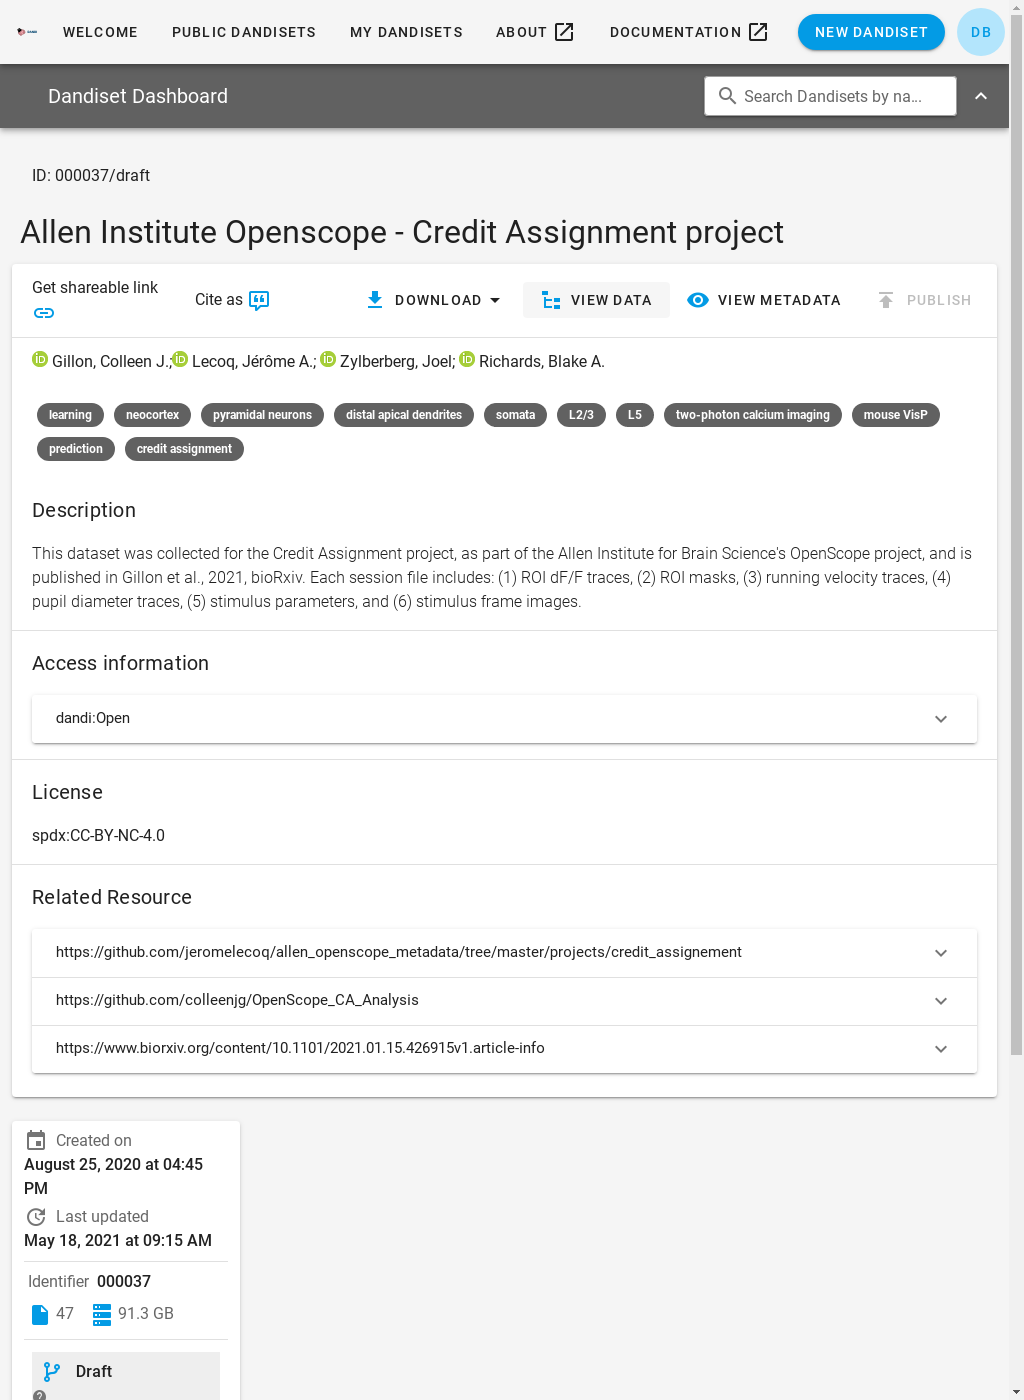 WELCOME PUBLIC DANDISETS MY DANDISETS ABOUT DOCUMENTATION NEW DANDISET DB
Dandiset Dashboard Search Dandisets by na...
ID: 000037/draft
Allen Institute Openscope - Credit Assignment project
Get shareable link
Cite as DOWNLOAD VIEW DATA VIEW METADATA PUBLISH
iD Gillon, Colleen J.; iD Lecoq, Jérôme A.; iD Zylberberg, Joel; iD Richards, Blake A.
learning neocortex pyramidal neurons distal apical dendrites somata L2/3 L5 two-photon calcium imaging mouse VisP
prediction credit assignment
Description
This dataset was collected for the Credit Assignment project, as part of the Allen Institute for Brain Science's OpenScope project, and is
published in Gillon et al., 2021, bioRxiv. Each session file includes: (1) ROI dF/F traces, (2) ROI masks, (3) running velocity traces, (4)
pupil diameter traces, (5) stimulus parameters, and (6) stimulus frame images.
Access information
dandi:Open
License
spdx:CC-BY-NC-4.0
Related Resource
https://github.com/jeromelecoq/allen_openscope_metadata/tree/master/projects/credit_assignement
https://github.com/colleenjg/OpenScope_CA_Analysis
https://www.biorxiv.org/content/10.1101/2021.01.15.426915v1.article-info
Created on
August 25, 2020 at 04:45
PM
Last updated
May 18, 2021 at 09:15 AM
Identifier 000037
47 91.3 GB
Draft